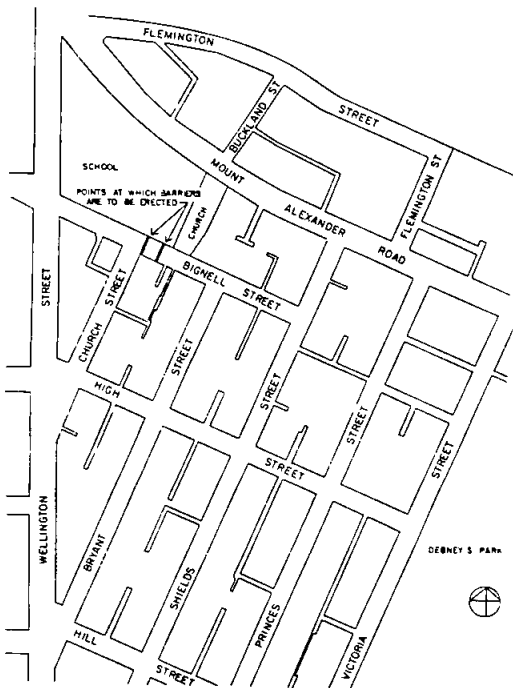 FLEMINGTON
STREET
BUCKLAND ST
MOUNT
ALEXANDER
ROAD
FLEMINGTON ST
SCHOOL
POINTS AT WHICH BARRIERS
ARE TO BE ERECTED
CHURCH
BIGNELL
STREET
STREET
CHURCH
STREET
STREET
STREET
STREET
STREET
HIGH
STREET
WELLINGTON
BRYANT
SHIELDS
PRINCES
VICTORIA
DEBNEY S PARK
HILL
STREET